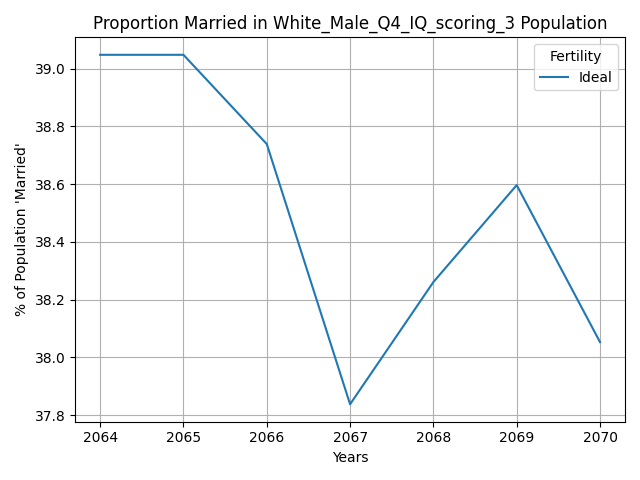 Proportion Married in White_Male_Q4_IQ_scoring_3 Population
Fertility
Ideal
39.0
38.8
38.6
38.4
38.2
38.0
37.8
% of Population 'Married'
2064 2065 2066 2067 2068 2069 2070
Years